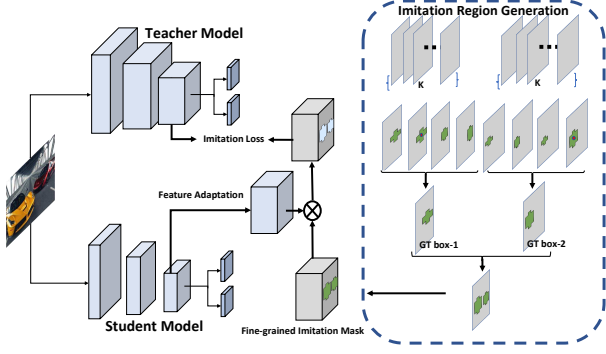 Imitation Region Generation
Teacher Model
K
K
Imitation Loss
Feature Adaptation
GT box-1
GT box-2
Student Model
Fine-grained Imitation Mask